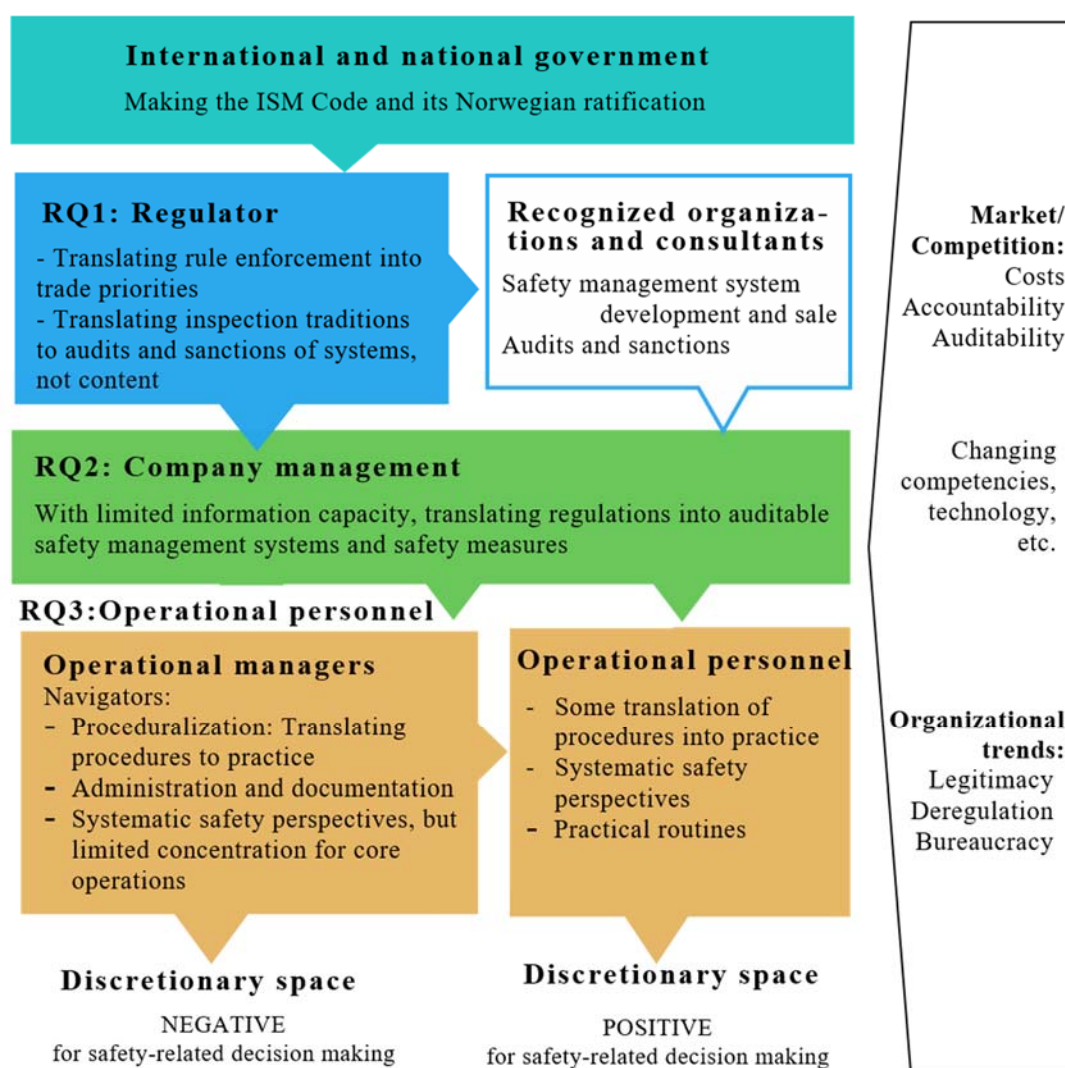 International and national government
Making the ISM Code and its Norwegian ratification
RQ1: Regulator
- Translating rule enforcement into
trade priorities
- Translating inspection traditions
to audits and sanctions of systems,
not content
Recognized organiza-
tions and consultants
Safety management system
development and sale
Audits and sanctions
RQ2: Company management
With limited information capacity, translating regulations into auditable
safety management systems and safety measures
RQ3:Operational personnel
Operational managers
Navigators:
- Proceduralization: Translating
procedures to practice
- Administration and documentation
- Systematic safety perspectives, but
limited concentration for core
operations
Operational personnel
- Some translation of
procedures into practice
- Systematic safety
perspectives
- Practical routines
Discretionary space
NEGATIVE
for safety-related decision making
Discretionary space
POSITIVE
for safety-related decision making
Market/
Competition:
Costs
Accountability
Auditability
Changing
competencies,
technology,
etc.
Organizational
trends:
Legitimacy
Deregulation
Bureaucracy